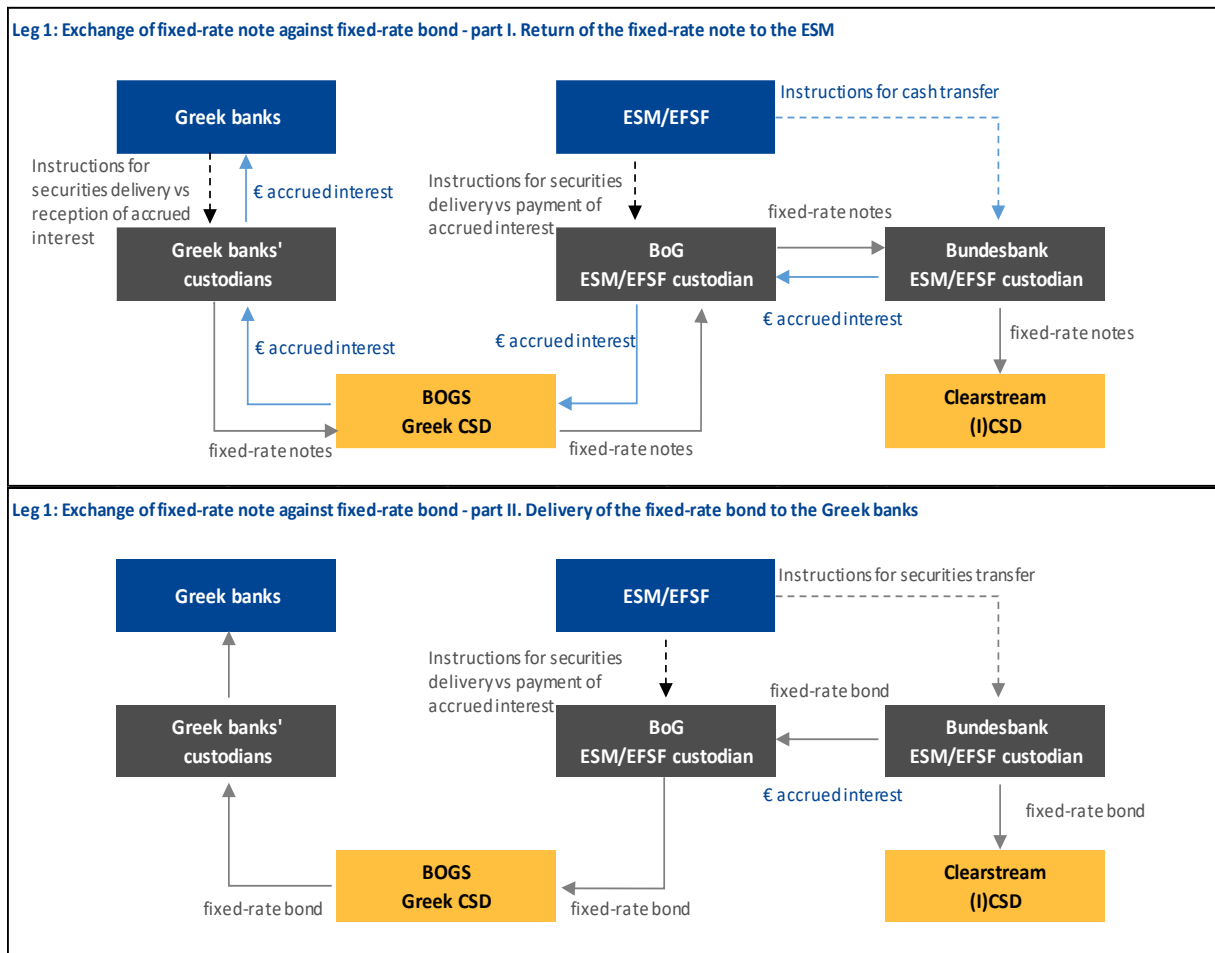 Leg 1: Exchange of fixed-rate note against fixed-rate bond - part I. Return of the fixed-rate note to the ESM
Greek banks
ESM/EFSF
Instructions for cash transfer
Instructions for
securities delivery vs
reception of accrued
interest
€ accrued interest
Instructions for securities
delivery vs payment of
accrued interest
fixed-rate notes
Greek banks'
custodians
BoG
ESM/EFSF custodian
Bundesbank
ESM/EFSF custodian
€ accrued interest
€ accrued interest
€ accrued interest
fixed-rate notes
BOGS
Greek CSD
Clearstream
(I)CSD
fixed-rate notes
fixed-rate notes
Leg 1: Exchange of fixed-rate note against fixed-rate bond - part II. Delivery of the fixed-rate bond to the Greek banks
Greek banks
ESM/EFSF
Instructions for securities transfer
Instructions for securities
delivery vs payment of
accrued interest
fixed-rate bond
Greek banks'
custodians
BoG
ESM/EFSF custodian
Bundesbank
ESM/EFSF custodian
€ accrued interest
fixed-rate bond
BOGS
Greek CSD
Clearstream
(I)CSD
fixed-rate bond
fixed-rate bond